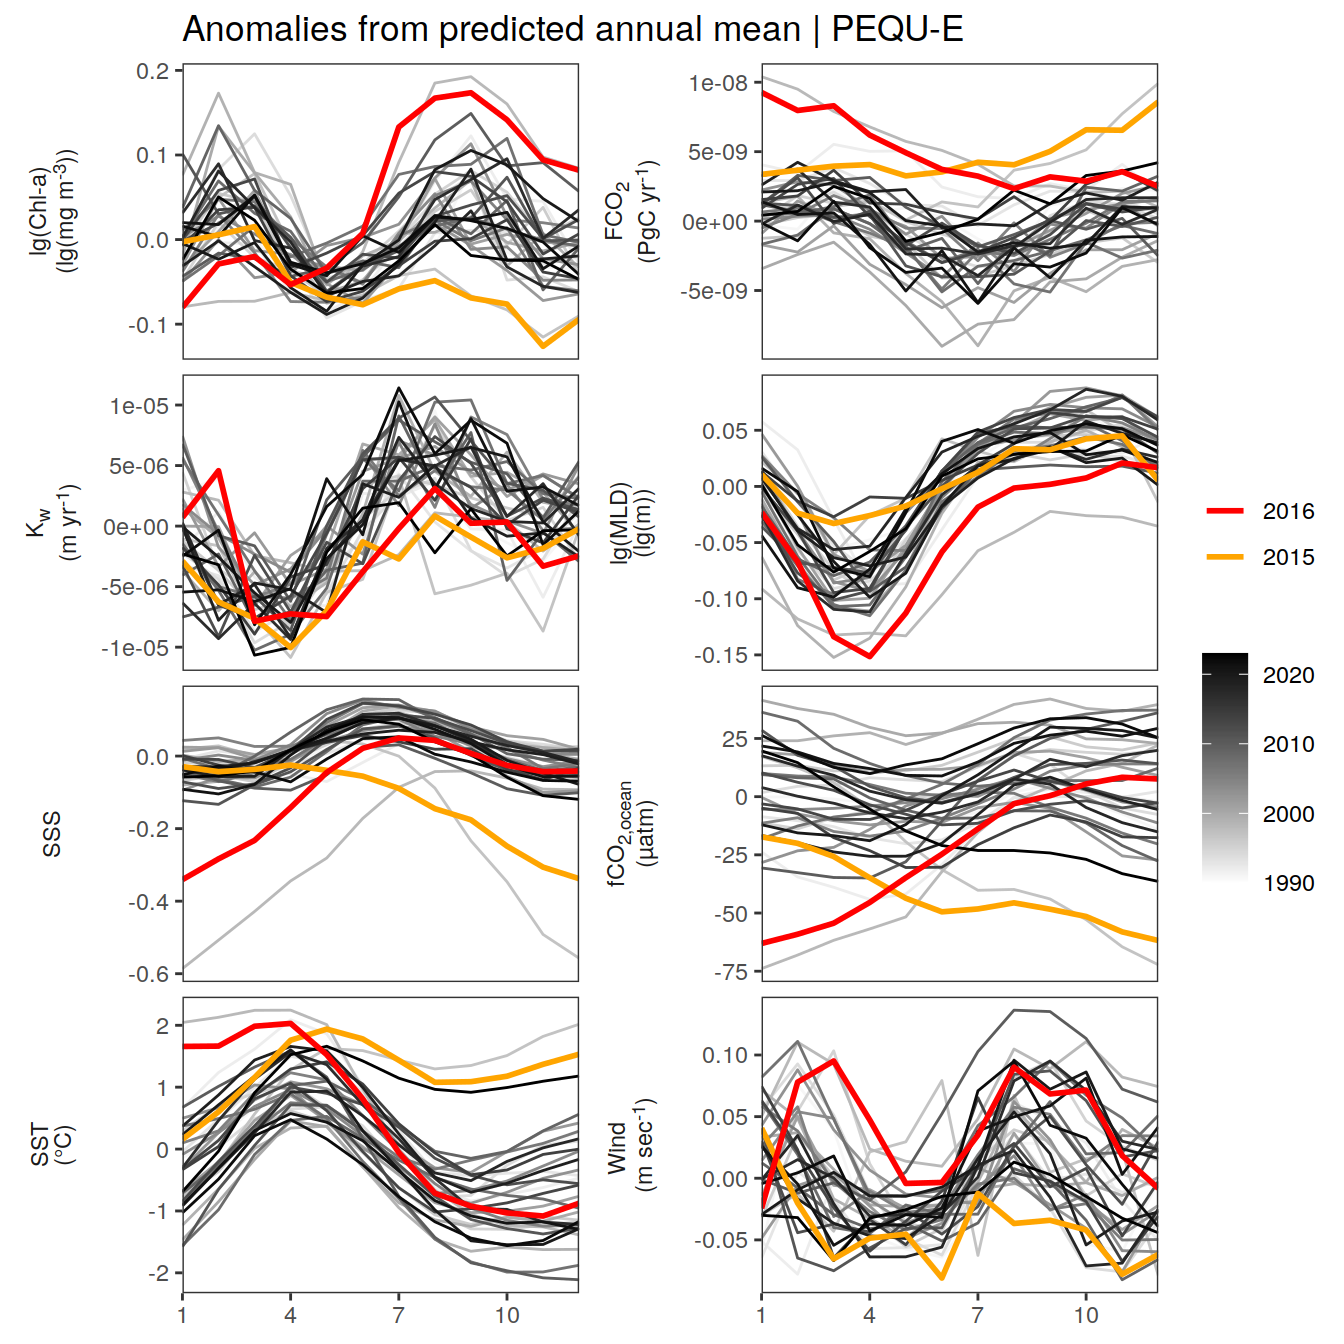 Anomalies from predicted annual mean | PEQU-E
lg(Chl-a)
(lg(mg m-3))
0.2
0.1
0.0
-0.1
FCO2
(PgC yr-1)
1e-08
5e-09
0e+00
-5e-09
Kw
(m yr-1)
1e-05
5e-06
0e+00
-5e-06
-1e-05
lg(MLD)
(lg(m))
0.05
0.00
-0.05
-0.10
-0.15
SSS
0.0
-0.2
-0.4
-0.6
fCO2,ocean
(µatm)
25
0
-25
-50
-75
SST
(°C)
2
1
0
-1
-2
1 4 7 10
Wind
(m sec-1)
0.10
0.05
0.00
-0.05
1 4 7 10
2016
2015
2020
2010
2000
1990